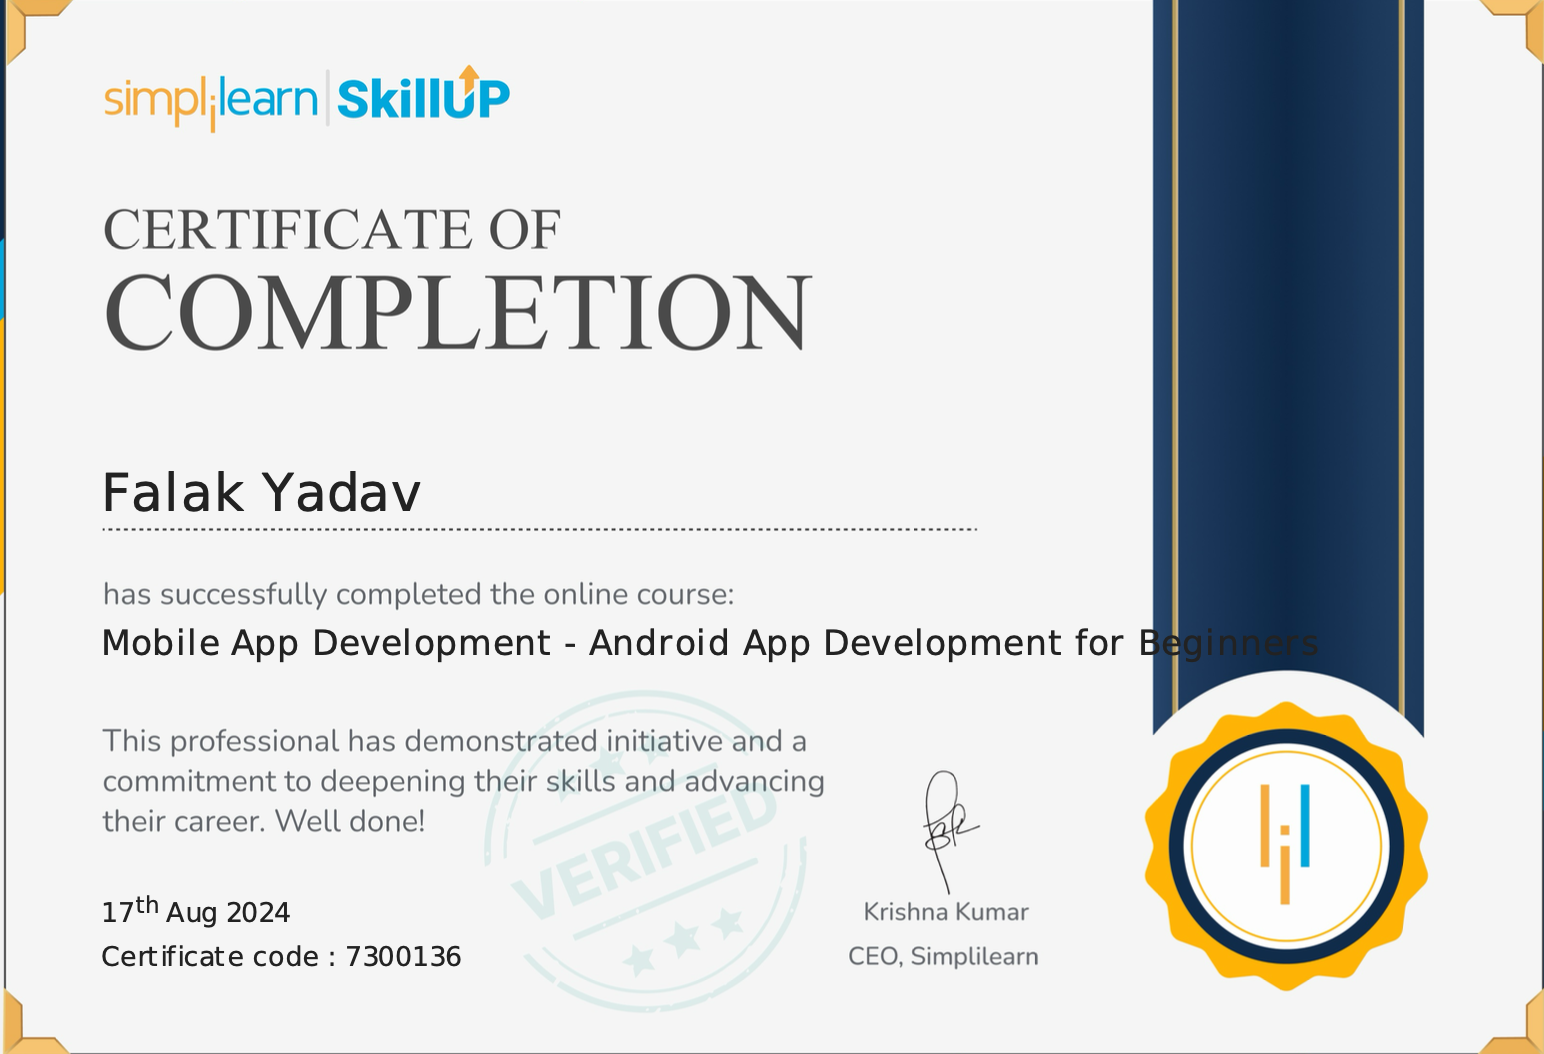 simplilearn | SkillUP
CERTIFICATE OF
COMPLETION
Falak Yadav
has successfully completed the online course:
Mobile App Development - Android App Development for Beginners
This professional has demonstrated initiative and a
commitment to deepening their skills and advancing
their career. Well done!
VERIFIED
17th Aug 2024
Certificate code : 7300136
Krishna Kumar
CEO, Simplilearn